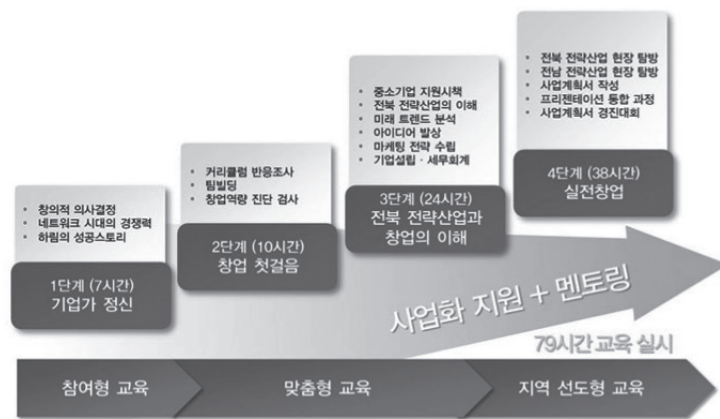 창의적 의사결정
네트워크 시대의 경쟁력
하림의 성공스토리
1단계 (7시간)
기업가 정신
커리큘럼 반응조사
팀빌딩
창업역량 진단 검사
2단계 (10시간)
창업 첫걸음
중소기업 지원시책
전북 전략산업의 이해
미래 트렌드 분석
아이디어 발상
마케팅 전략 수립
기업설립 · 세무회계
3단계 (24시간)
전북 전략산업과
창업의 이해
전북 전략산업 현장 탐방
전남 전략산업 현장 탐방
사업계획서 작성
프리젠테이션 통합 과정
사업계획서 경진대회
4단계 (38시간)
실전창업
사업화 지원 + 멘토링
79시간 교육 실시
참여형 교육
맞춤형 교육
지역 선도형 교육